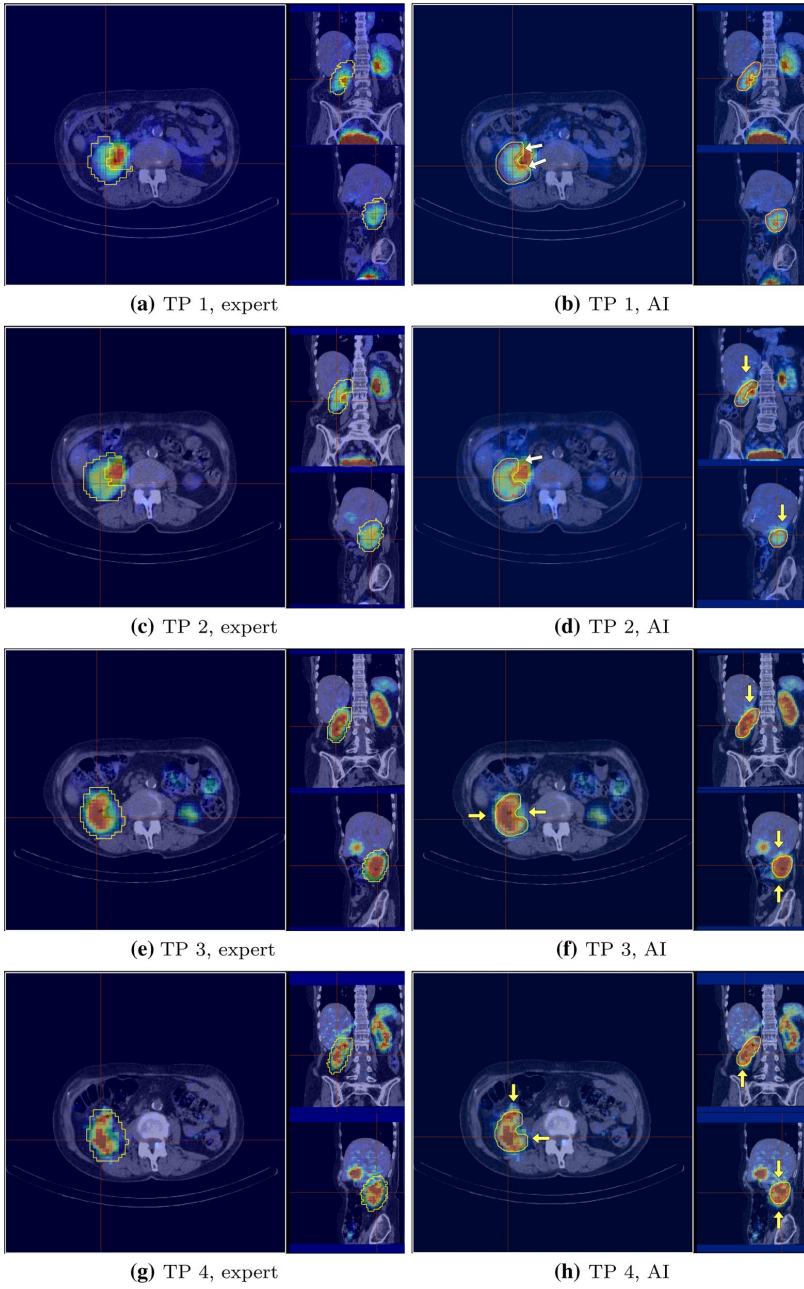 (a) TP 1, expert
(b) TP 1, AI
(c) TP 2, expert
(d) TP 2, AI
(e) TP 3, expert
(f) TP 3, AI
(g) TP 4, expert
(h) TP 4, AI